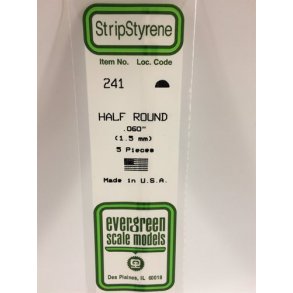 StripStyrene
Item No. Loc. Code
241
HALF ROUND
.060"
(1.5 mm)
5 Pieces
Made in U.S.A.
evergreen
scale models
Des Plaines, IL 60018